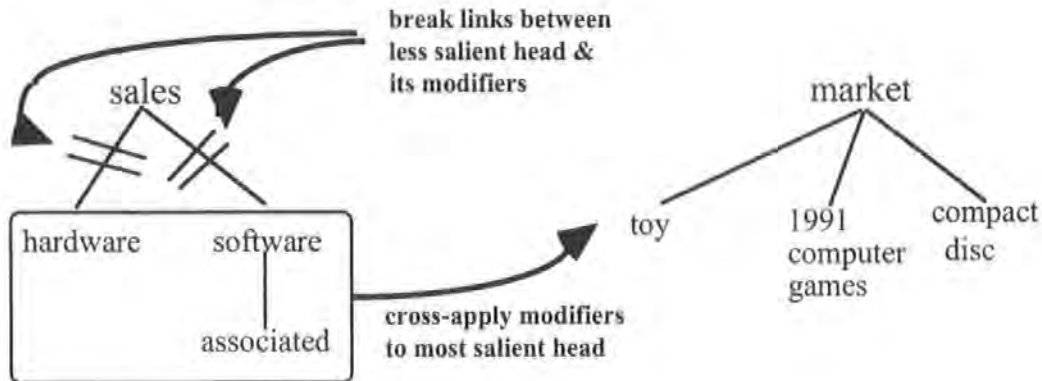 break links between
less salient head &
its modifiers
sales
market
hardware
software
toy
1991
computer
games
compact
disc
associated
cross-apply modifiers
to most salient head